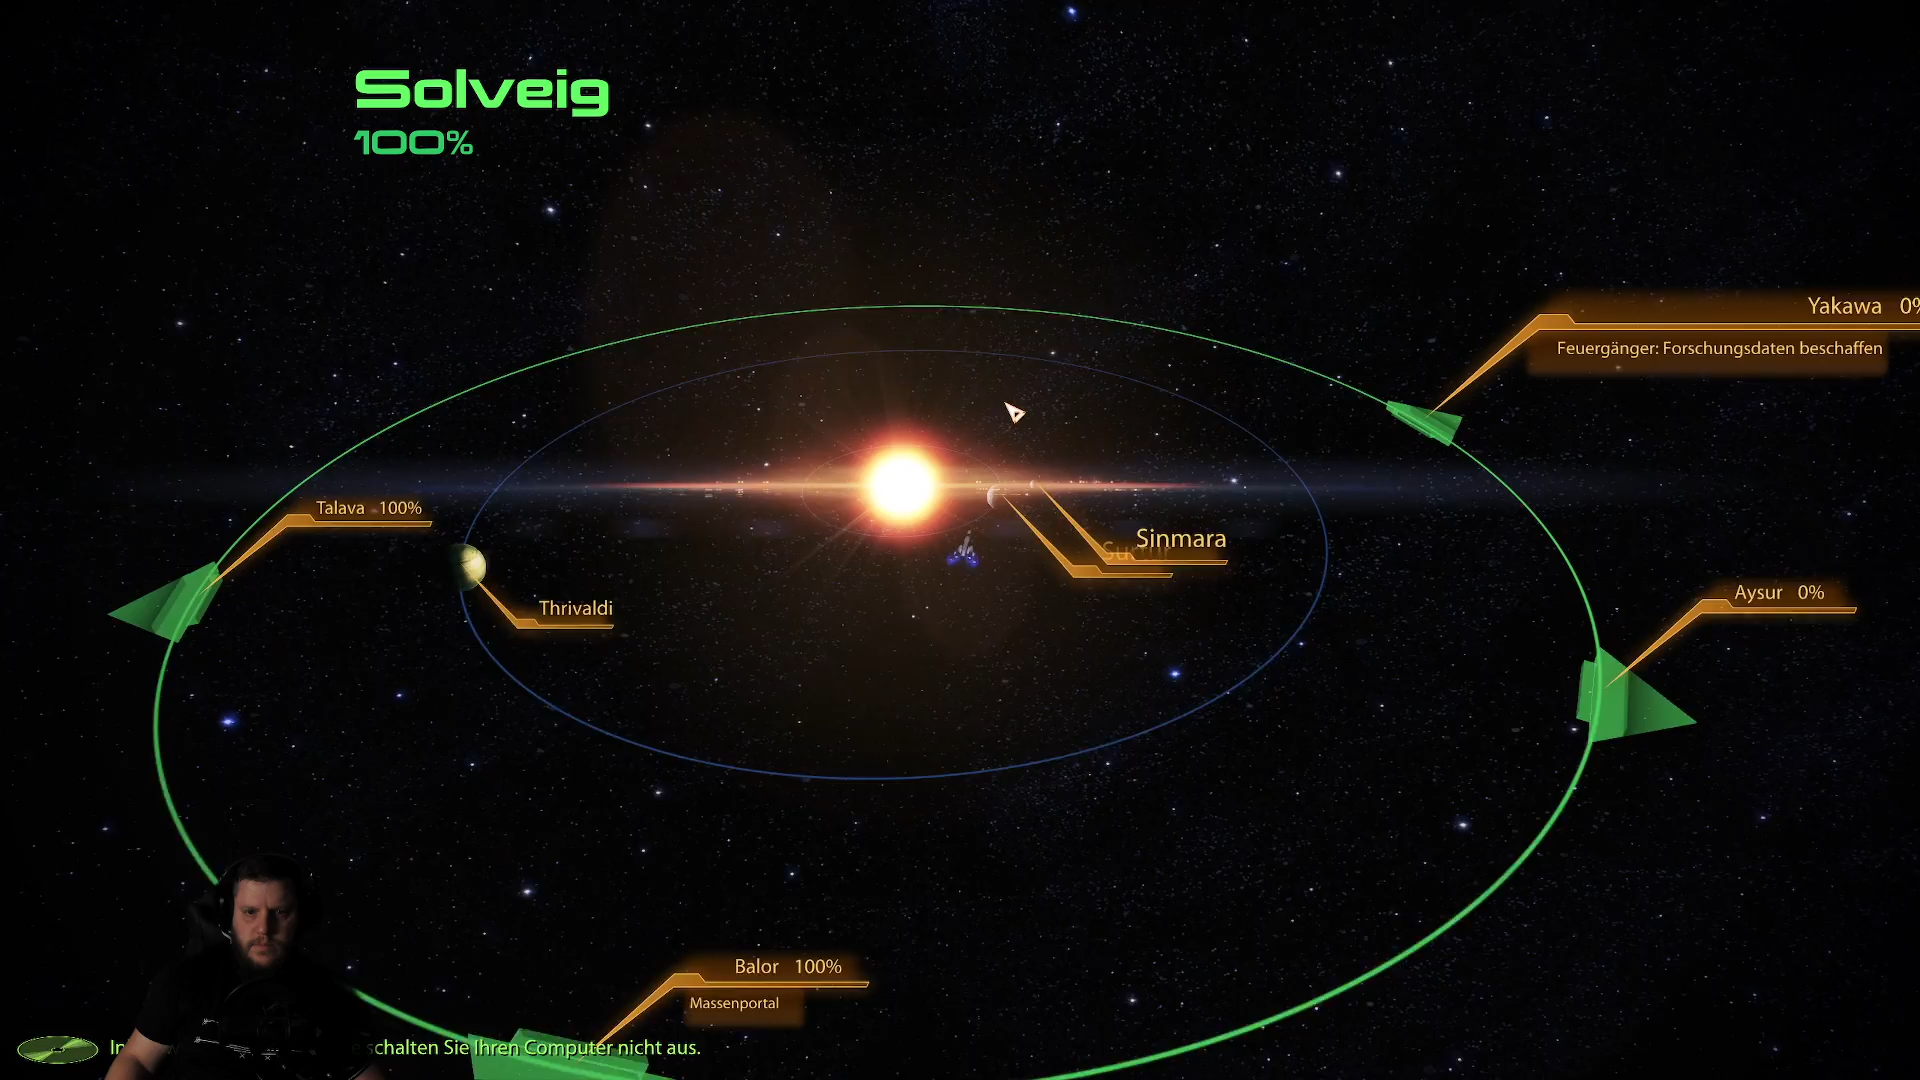 Solveig
100%
Yakawa 0%
Feuergänger: Forschungsdaten beschaffen
Talava 100%
Sinmara
Aysur 0%
Thrivaldi
Balor 100%
Massenportal
schalten Sie Ihren Computer nicht aus.